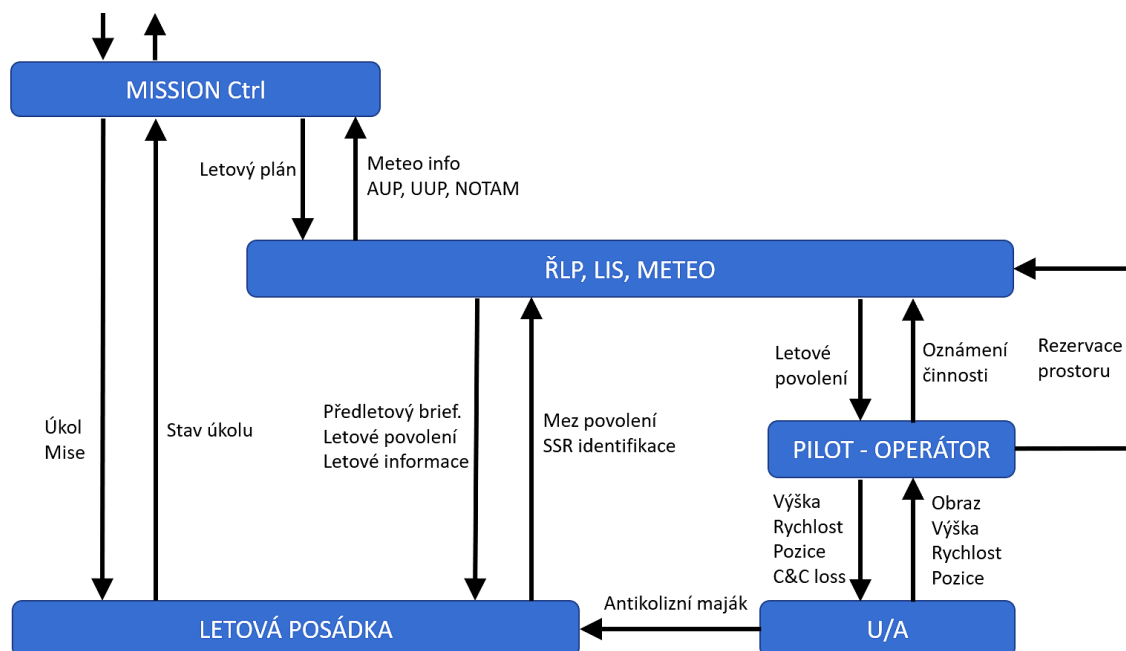 MISSION Ctrl
Letový plán
Meteo info
AUP, UUP, NOTAM
ŘLP, LIS, METEO
Úkol
Mise
Stav úkolu
Předletový brief.
Letové povolení
Letové informace
Mez povolení
SSR identifikace
Letové
povolení
Oznámení
činnosti
Rezervace
prostoru
PILOT - OPERÁTOR
Výška
Rychlost
Pozice
C&C loss
Obraz
Výška
Rychlost
Pozice
LETOVÁ POSÁDKA
Antikolizní maják
U/A